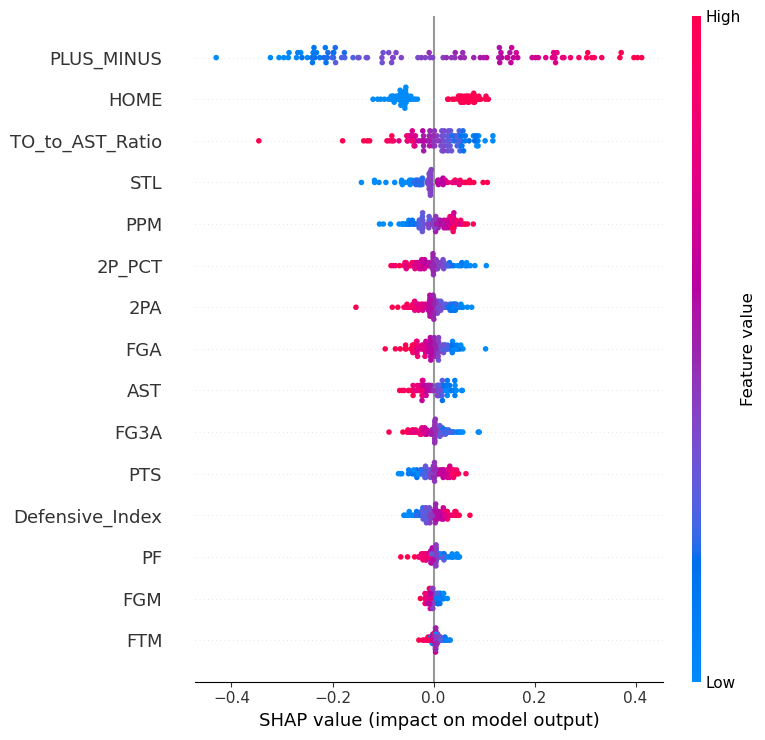 High
PLUS_MINUS
HOME
TO_to_AST_Ratio
STL
PPM
2P_PCT
2PA
FGA
AST
FG3A
PTS
Defensive_Index
PF
FGM
FTM
Feature value
Low
−0.4 −0.2 0.0 0.2 0.4
SHAP value (impact on model output)